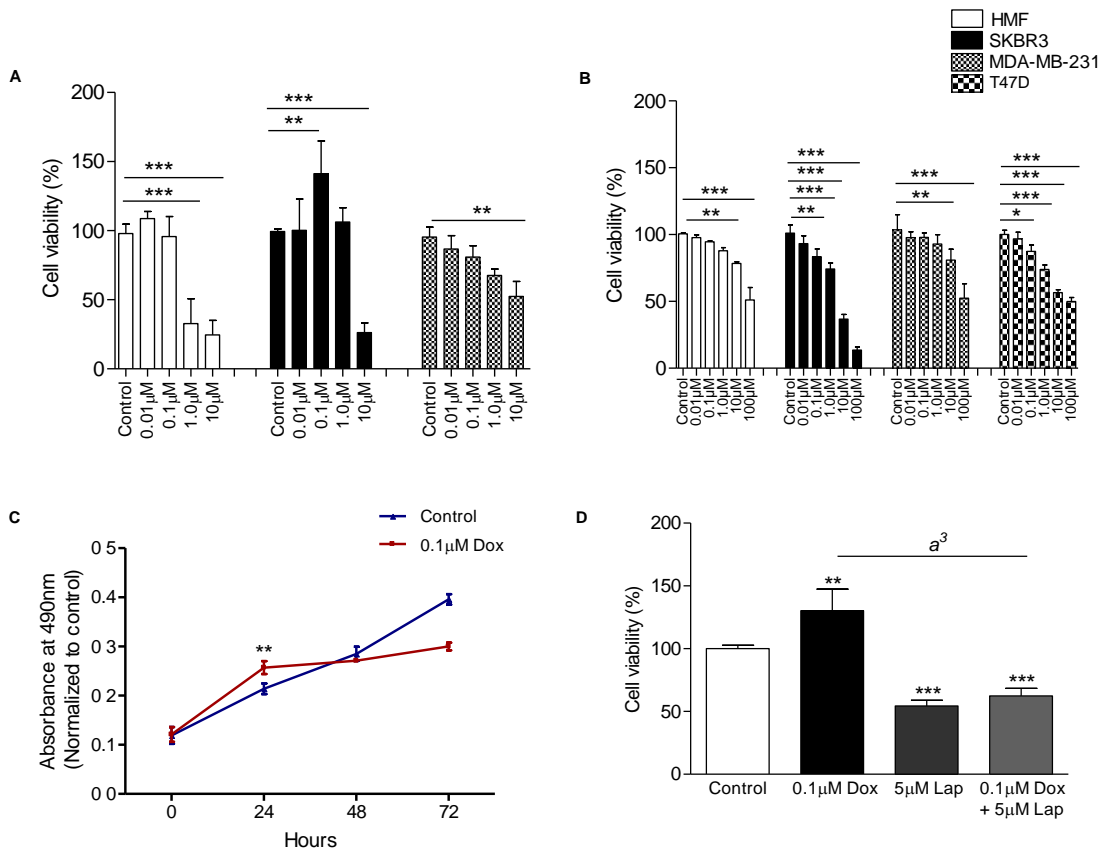 HMF
SKBR3
MDA-MB-231
T47D
A
Cell viability (%)
200
150
100
50
0
***
***
***
**
**
Control
0.01µM
0.1µM
1.0µM
10µM
Control
0.01µM
0.1µM
1.0µM
10µM
Control
0.01µM
0.1µM
1.0µM
10µM
B
Cell viability (%)
200
150
100
50
0
***
**
***
***
***
**
***
**
***
***
***
*
Control
0.01µM
0.1µM
1.0µM
10µM
100µM
Control
0.01µM
0.1µM
1.0µM
10µM
100µM
Control
0.01µM
0.1µM
1.0µM
10µM
100µM
Control
0.01µM
0.1µM
1.0µM
10µM
100µM
C
Control
0.1µM Dox
Absorbance at 490nm
(Normalized to control)
0 5
0.4
0.3
0.2
0.1
0 0
**
0 24 48 72
Hours
D
Cell viability (%)
200
150
100
50
0
a³
**
***
***
Control 0.1µM Dox 5µM Lap 0.1µM Dox
+ 5µM Lap